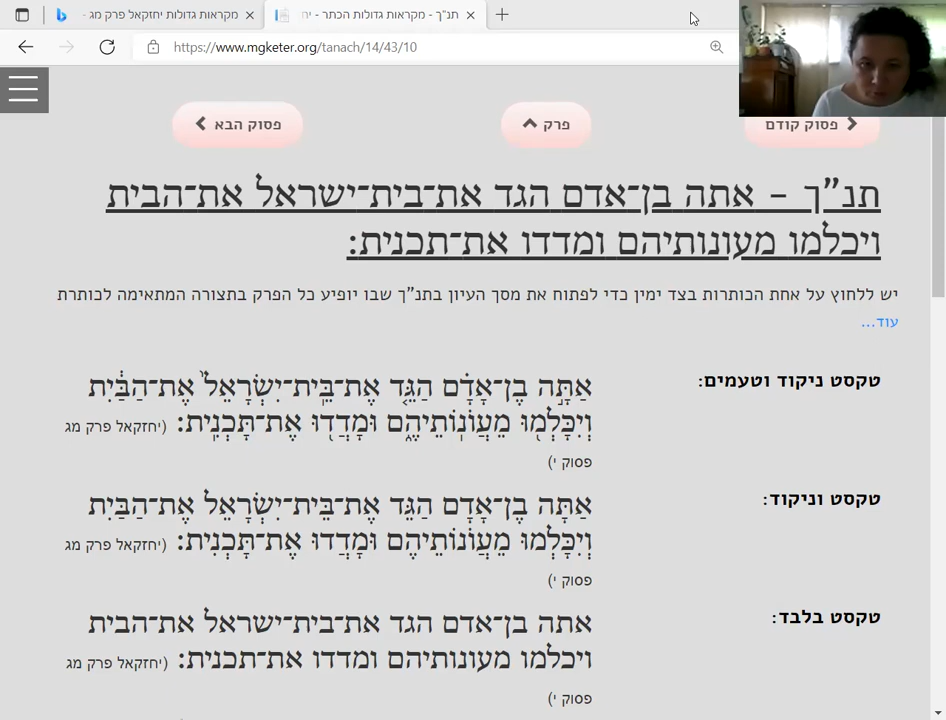 מקראות גדולות יחזקאל פרק מג -
תנ"ך - מקראות גדולות הכתר - יח
https://www.mgketer.org/tanach/14/43/10
פסוק קודם
פרק
פסוק הבא
תנ"ך – אתה בן־אדם הגד את־בית־ישראל את־הבית
ויכלמו מעונותיהם ומדדו את־תכנית:
יש ללחוץ על אחת הכותרות בצד ימין כדי לפתוח את מסך העיון בתנ"ך שבו יופיע כל הפרק בתצורה המתאימה לכותרת
עוד...
טקסט ניקוד וטעמים:
אַתָּ֣ה בֶן־אָדָ֗ם הַגֵּ֤ד אֶת־בֵּֽית־יִשְׂרָאֵל֙ אֶת־הַבַּ֔יִת
וְיִכָּלְמ֖וּ מֵעֲוֺנֽוֹתֵיהֶ֑ם וּמָדְד֖וּ אֶת־תׇּכְנִֽית: (יחזקאל פרק מג
פסוק י)
טקסט וניקוד:
אַתָּה בֶן־אָדָם הַגֵּד אֶת־בֵּית־יִשְׂרָאֵל אֶת־הַבַּיִת
וְיִכָּלְמוּ מֵעֲוֺנוֹתֵיהֶם וּמָדְדוּ אֶת־תׇּכְנִית: (יחזקאל פרק מג
פסוק י)
טקסט בלבד:
אתה בן־אדם הגד את־בית־ישראל את־הבית
ויכלמו מעונותיהם ומדדו את־תכנית: (יחזקאל פרק מג
פסוק י)